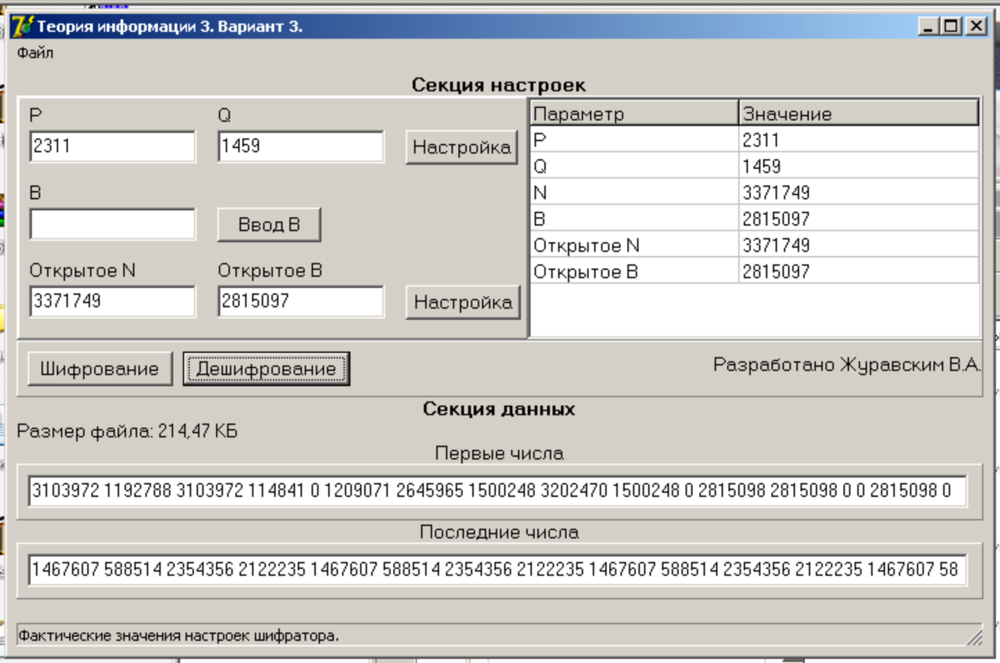 Теория информации 3. Вариант 3.
Файл
Секция настроек
P Q
2311 1459 Настройка
B
Ввод B
Открытое N Открытое B
3371749 2815097 Настройка
Параметр Значение
P 2311
Q 1459
N 3371749
B 2815097
Открытое N 3371749
Открытое B 2815097
Шифрование Дешифрование
Разработано Журавским В.А.
Секция данных
Размер файла: 214,47 КБ
Первые числа
3103972 1192788 3103972 114841 0 1209071 2645965 1500248 3202470 1500248 0 2815098 2815098 0 0 2815098 0
Последние числа
1467607 588514 2354356 2122235 1467607 588514 2354356 2122235 1467607 588514 2354356 2122235 1467607 58
Фактические значения настроек шифратора.